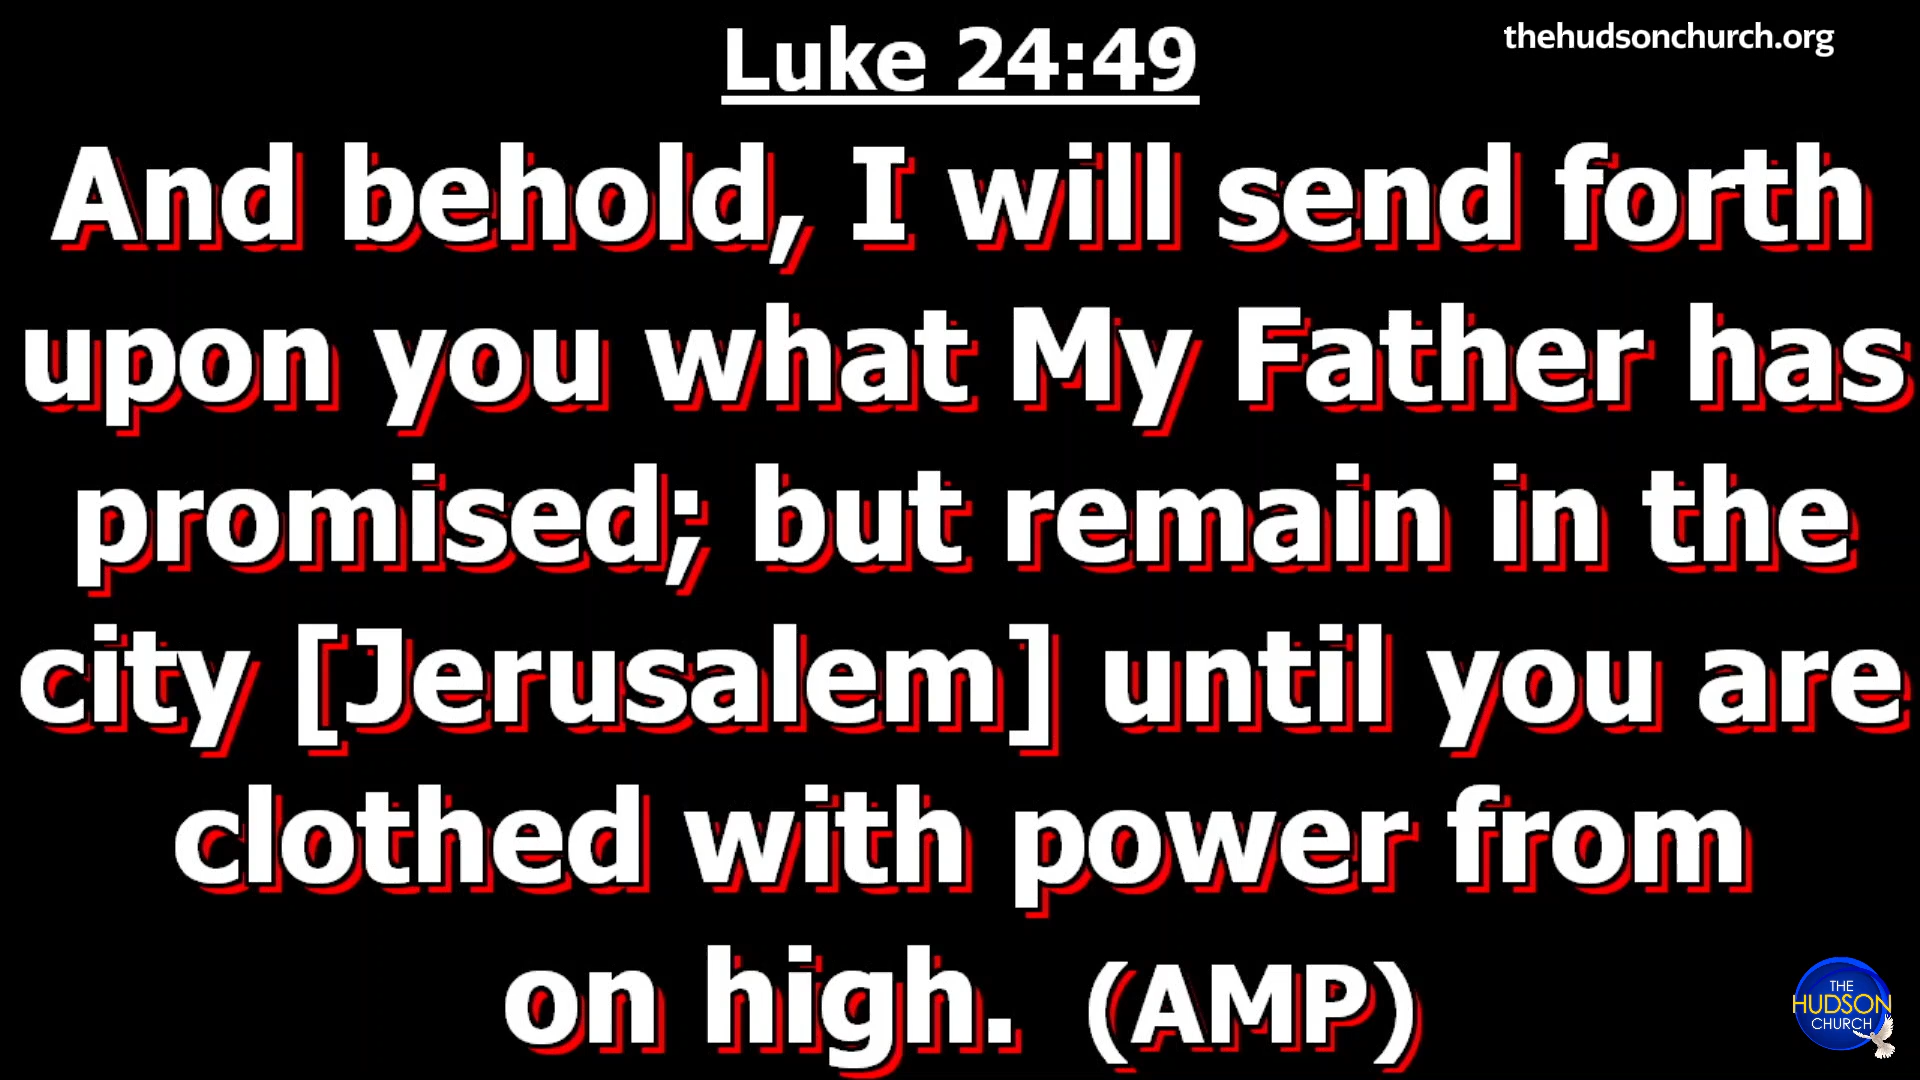 Luke 24:49
thehudsonchurch.org
And behold, I will send forth
upon you what My Father has
promised; but remain in the
city [Jerusalem] until you are
clothed with power from
on high. (AMP)
THE
HUDSON
CHURCH